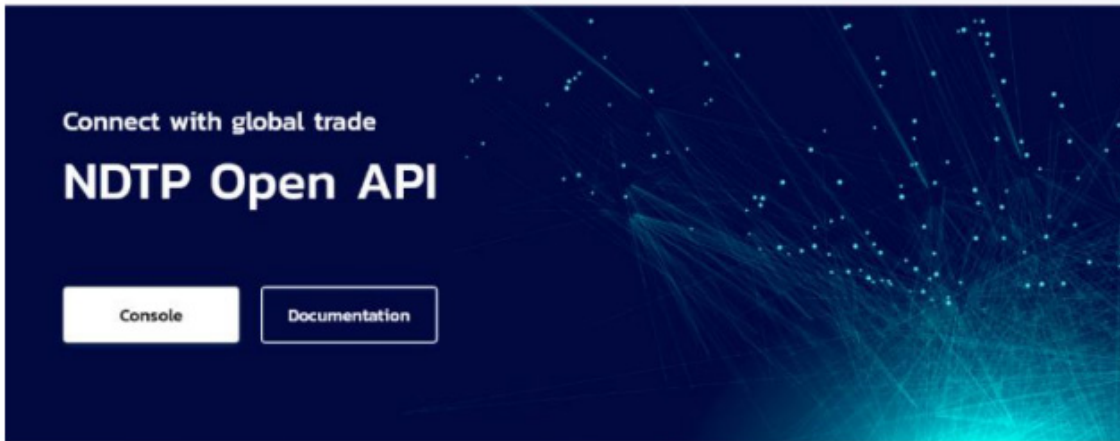 Connect with global trade
NDTP Open API
Console
Documentation